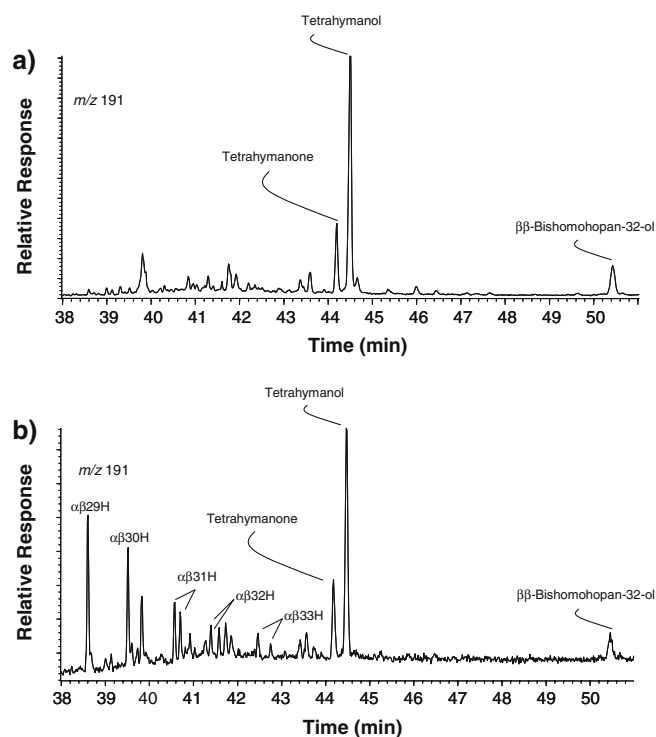 a)
Tetrahymanol
m/z 191
Tetrahymanone
ββ-Bishomohopan-32-ol
Relative Response
38 39 40 41 42 43 44 45 46 47 48 49 50
Time (min)
b)
Tetrahymanol
m/z 191
αβ29H
αβ30H
Tetrahymanone
αβ31H
αβ32H
αβ33H
ββ-Bishomohopan-32-ol
Relative Response
38 39 40 41 42 43 44 45 46 47 48 49 50
Time (min)